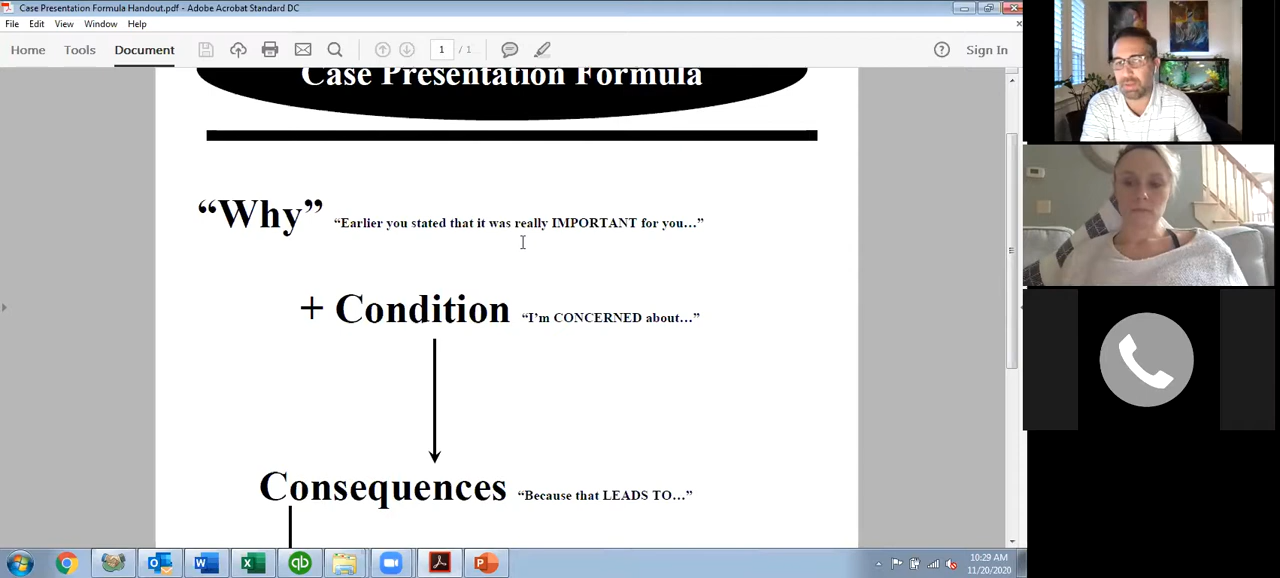 Case Presentation Formula Handout.pdf - Adobe Acrobat Standard DC
File Edit View Window Help
Home Tools Document 1 / 1 Sign In
Case Presentation Formula
“Why” “Earlier you stated that it was really IMPORTANT for you…”
+ Condition “I’m CONCERNED about…”
Consequences “Because that LEADS TO…”
10:29 AM
11/20/2020